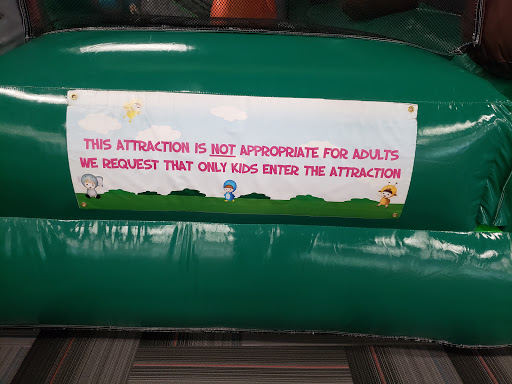 THIS ATTRACTION IS NOT APPROPRIATE FOR ADULTS
WE REQUEST THAT ONLY KIDS ENTER THE ATTRACTION